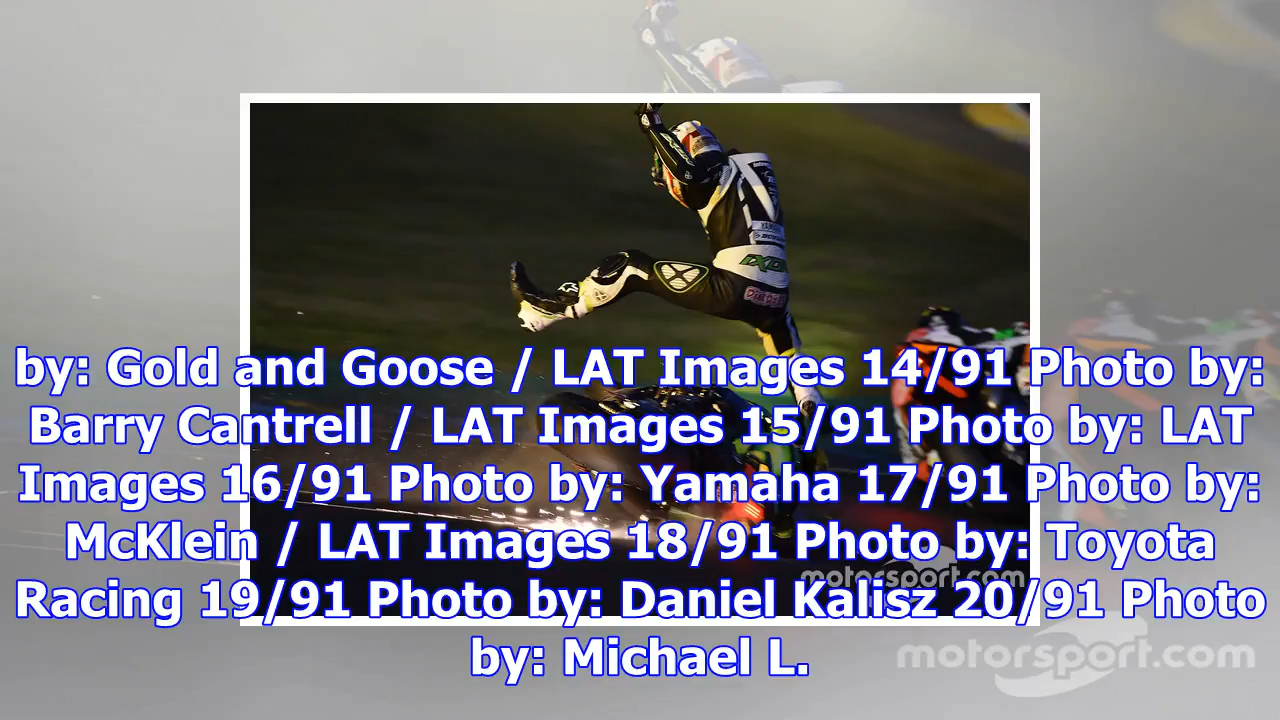 YAMAHA
IXON
motorsport.com
by: Gold and Goose / LAT Images 14/91 Photo by:
Barry Cantrell / LAT Images 15/91 Photo by: LAT
Images 16/91 Photo by: Yamaha 17/91 Photo by:
McKlein / LAT Images 18/91 Photo by: Toyota
Racing 19/91 Photo by: Daniel Kalisz 20/91 Photo
by: Michael L.
motorsport.com